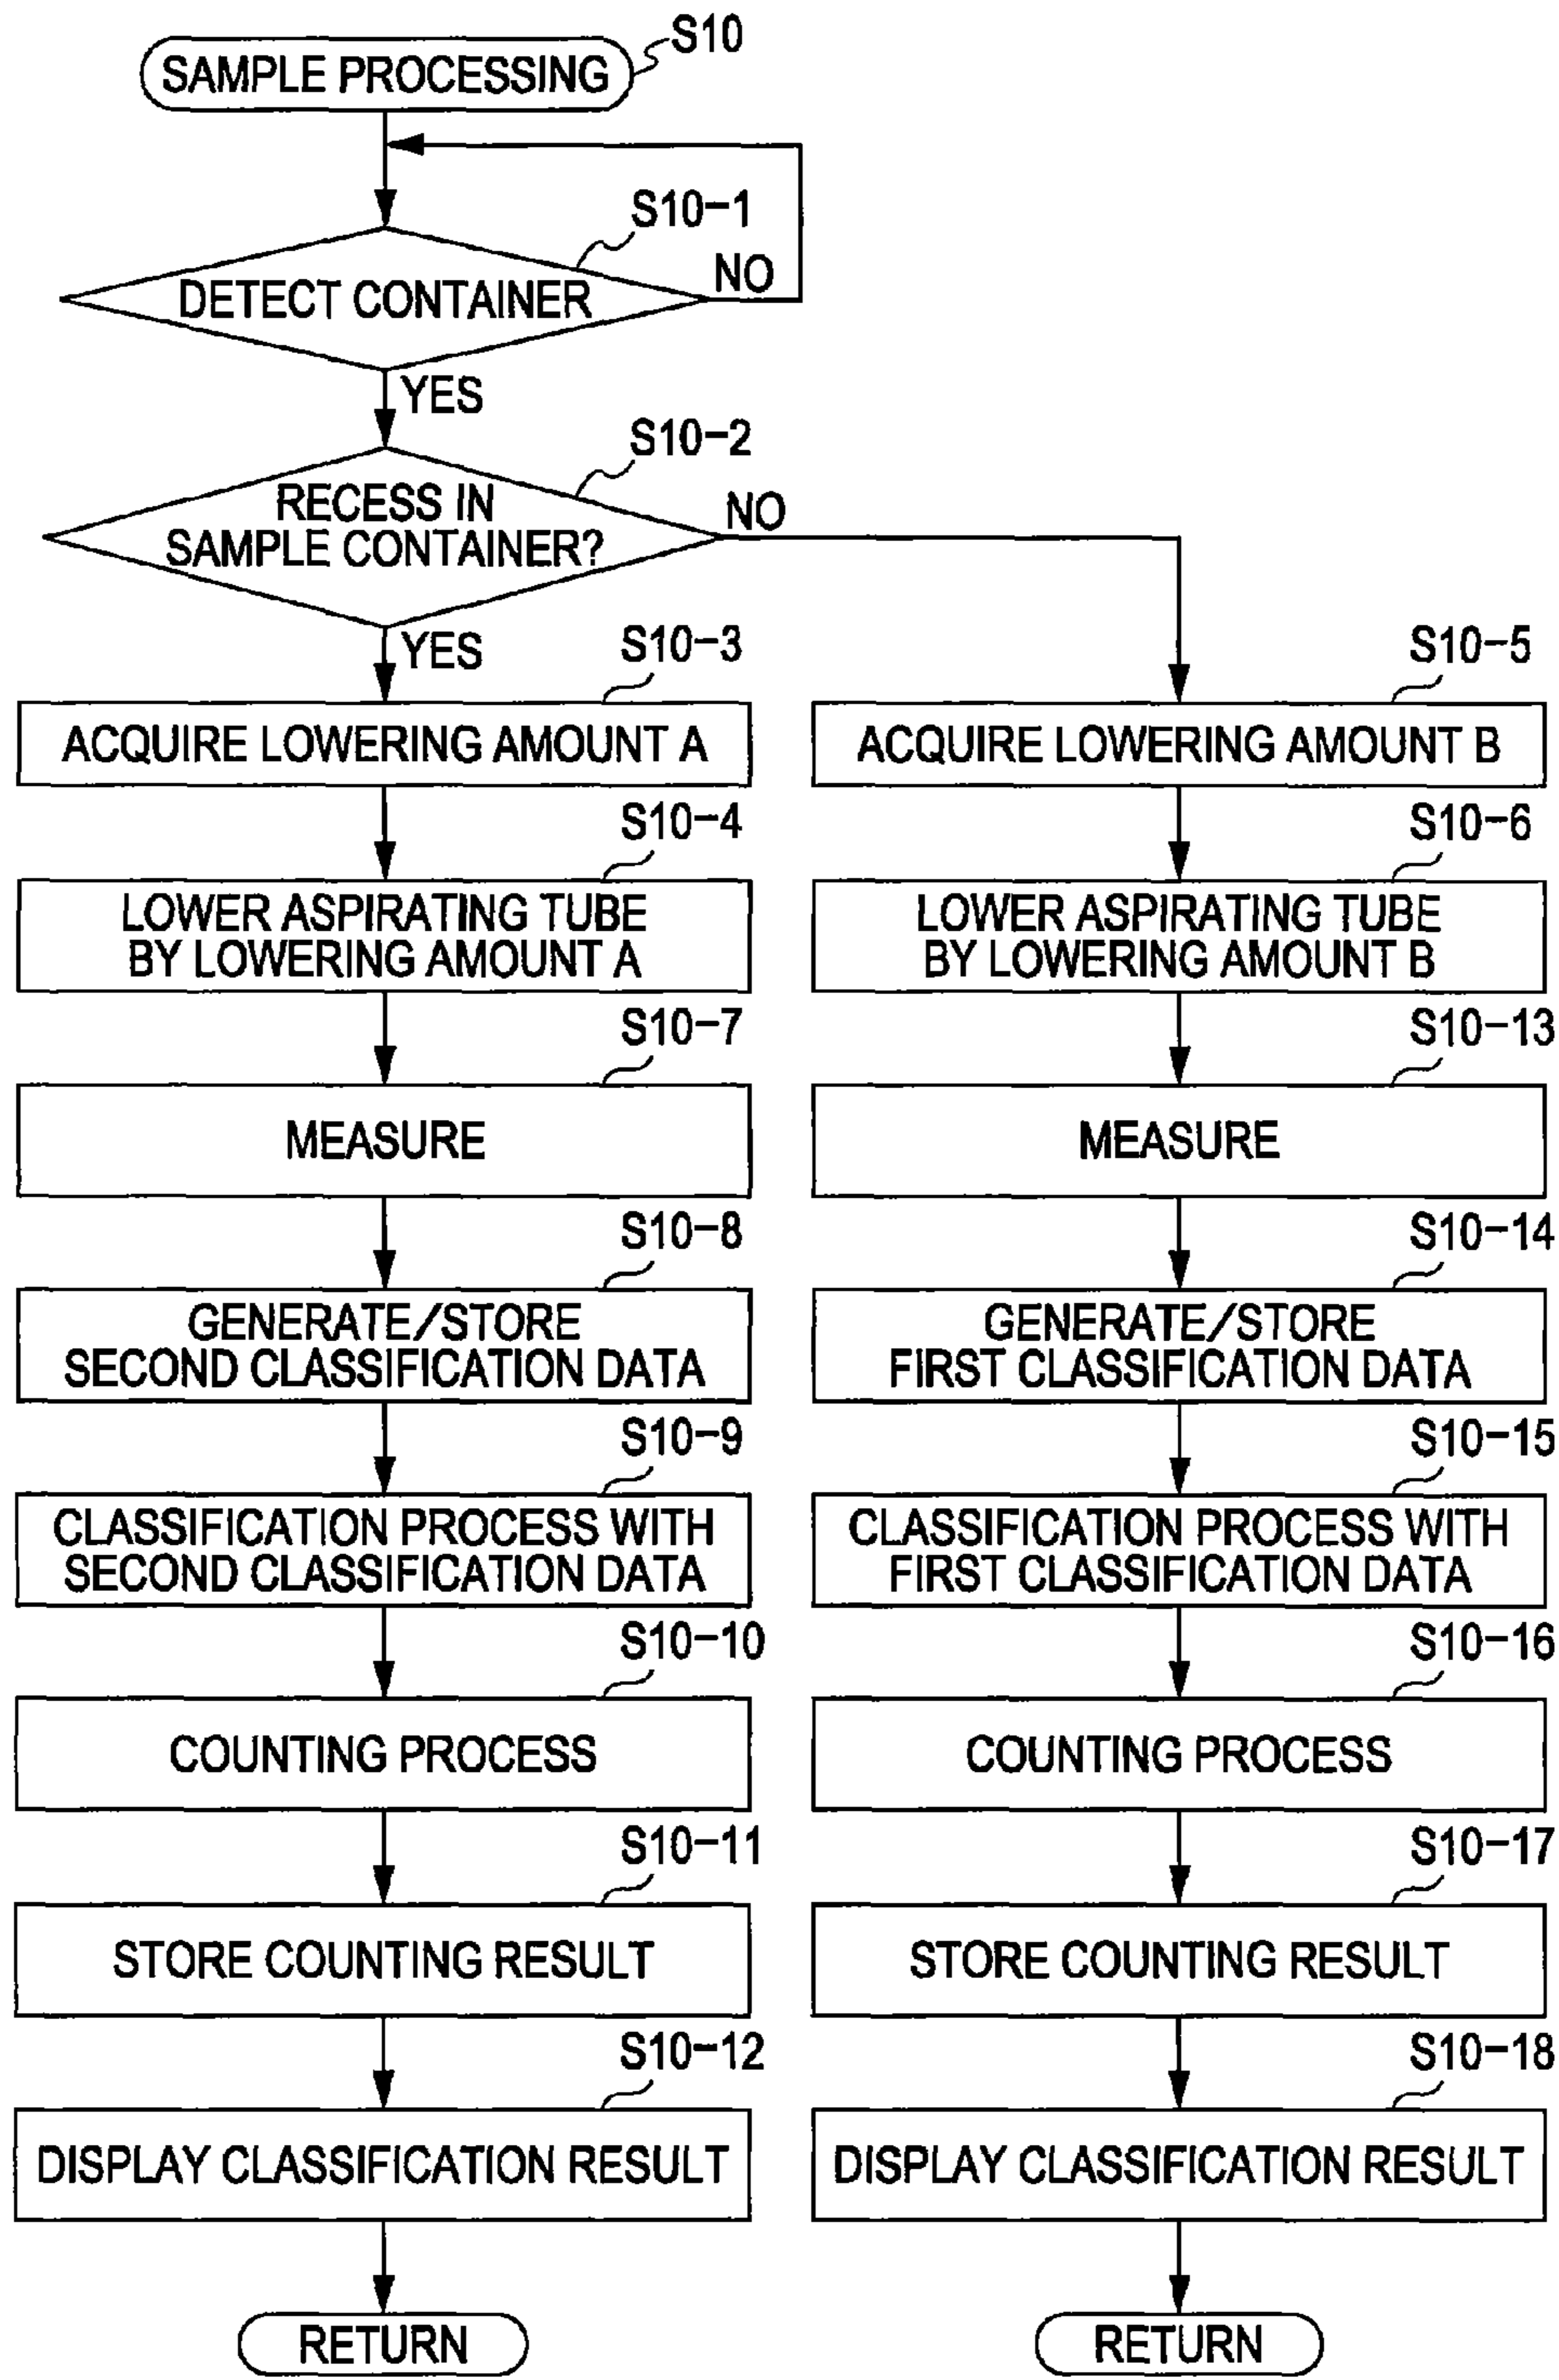 S10
SAMPLE PROCESSING
S10-1
DETECT CONTAINER
NO
YES
S10-2
RECESS IN
SAMPLE CONTAINER?
NO
YES
S10-3
ACQUIRE LOWERING AMOUNT A
S10-4
LOWER ASPIRATING TUBE
BY LOWERING AMOUNT A
S10-7
MEASURE
S10-8
GENERATE/STORE
SECOND CLASSIFICATION DATA
S10-9
CLASSIFICATION PROCESS WITH
SECOND CLASSIFICATION DATA
S10-10
COUNTING PROCESS
S10-11
STORE COUNTING RESULT
S10-12
DISPLAY CLASSIFICATION RESULT
RETURN
S10-5
ACQUIRE LOWERING AMOUNT B
S10-6
LOWER ASPIRATING TUBE
BY LOWERING AMOUNT B
S10-13
MEASURE
S10-14
GENERATE/STORE
FIRST CLASSIFICATION DATA
S10-15
CLASSIFICATION PROCESS WITH
FIRST CLASSIFICATION DATA
S10-16
COUNTING PROCESS
S10-17
STORE COUNTING RESULT
S10-18
DISPLAY CLASSIFICATION RESULT
RETURN